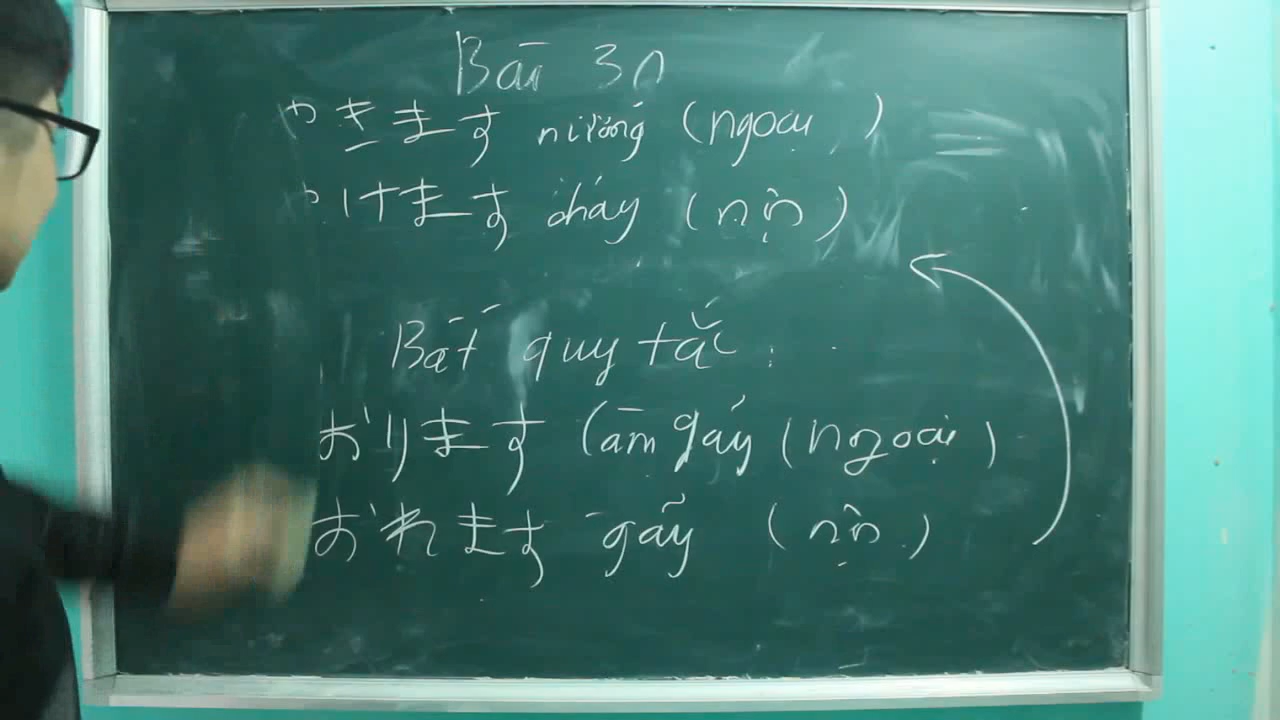 Bài 30
やきます nướng (ngoại)
やけます cháy (nội)
Bất quy tắc :
おります làm gãy (ngoại)
おれます gãy (nội)